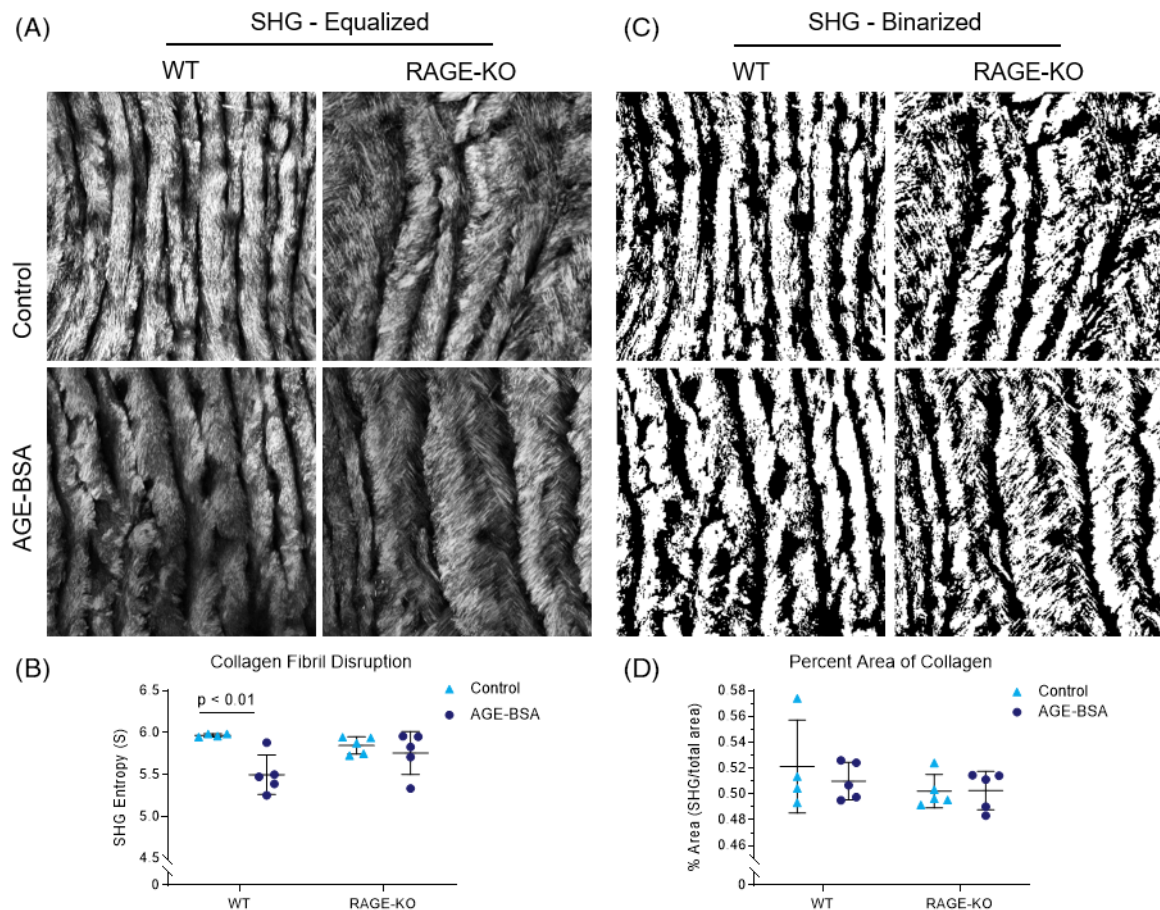 (A)
SHG - Equalized
WT
RAGE-KO
Control
AGE-BSA
(C)
SHG - Binarized
WT
RAGE-KO
(B)
Collagen Fibril Disruption
Control
AGE-BSA
p < 0.01
SHG Entropy (S)
6.5
6.0
5.5
5.0
4.5
0
WT
RAGE-KO
(D)
Percent Area of Collagen
Control
AGE-BSA
% Area (SHG/total area)
0.58
0.56
0.54
0.52
0.50
0.48
0.46
0
WT
RAGE-KO